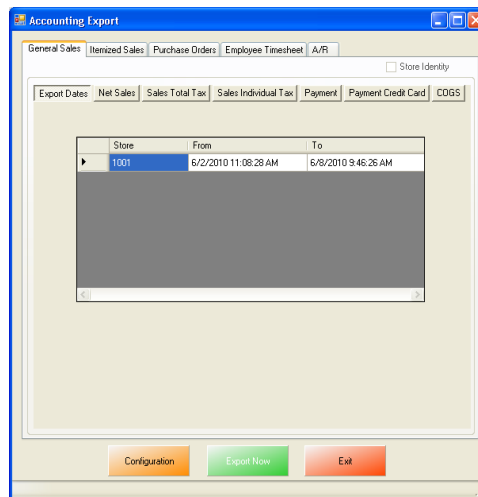 Accounting Export
General Sales Itemized Sales Purchase Orders Employee Timesheet A/R
Store Identity
Export Dates Net Sales Sales Total Tax Sales Individual Tax Payment Payment Credit Card COGS
Store From To
1001 6/2/2010 11:08:28 AM 6/8/2010 9:46:26 AM
Configuration Export Now Exit